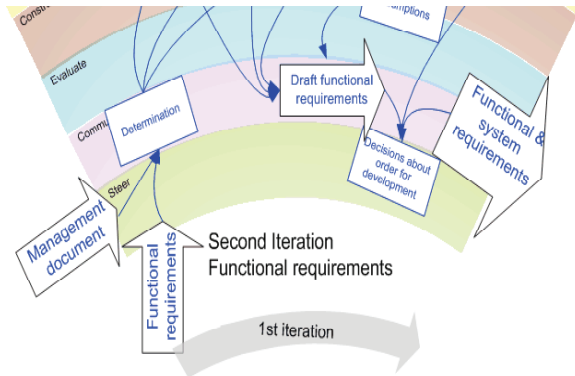 Evaluate
Determination
Draft functional
requirements
Functional &
system
requirements
Decisions about
order for
development
Steer
Management
document
Functional
requirements
Second Iteration
Functional requirements
1st iteration